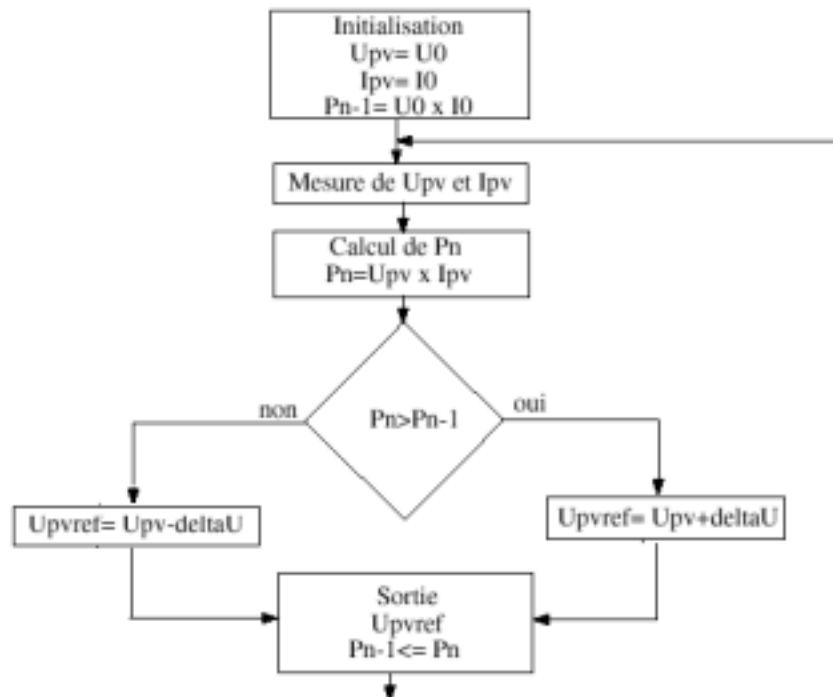 Initialisation
Upv= U0
Ipv= I0
Pn-1= U0 x I0
Mesure de Upv et Ipv
Calcul de Pn
Pn=Upv x Ipv
Pn>Pn-1
non
oui
Upvref= Upv-deltaU
Upvref= Upv+deltaU
Sortie
Upvref
Pn-1<= Pn